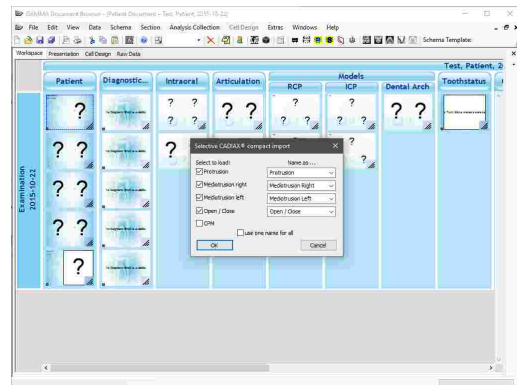 GAMMA Document Browser - [Patient Document - Test, Patient, 2015-10-22]
File Edit View Data Schema Section Analysis Collection Cell Design Extras Windows Help
Schema Template:
Workspace Presentation Cell Design Raw Data
Test, Patient, 2
Patient Diagnostic... Intraoral Articulation Models Toothstatus
RCP ICP Dental Arch
Examination
2015-10-22
Selective CADIAX® compact import
Select to load: Name as ...
Protrusion Protrusion
Mediotrusion right Mediotrusion Right
Mediotrusion left Mediotrusion Left
Open / Close Open / Close
CPM
use one name for all
OK Cancel